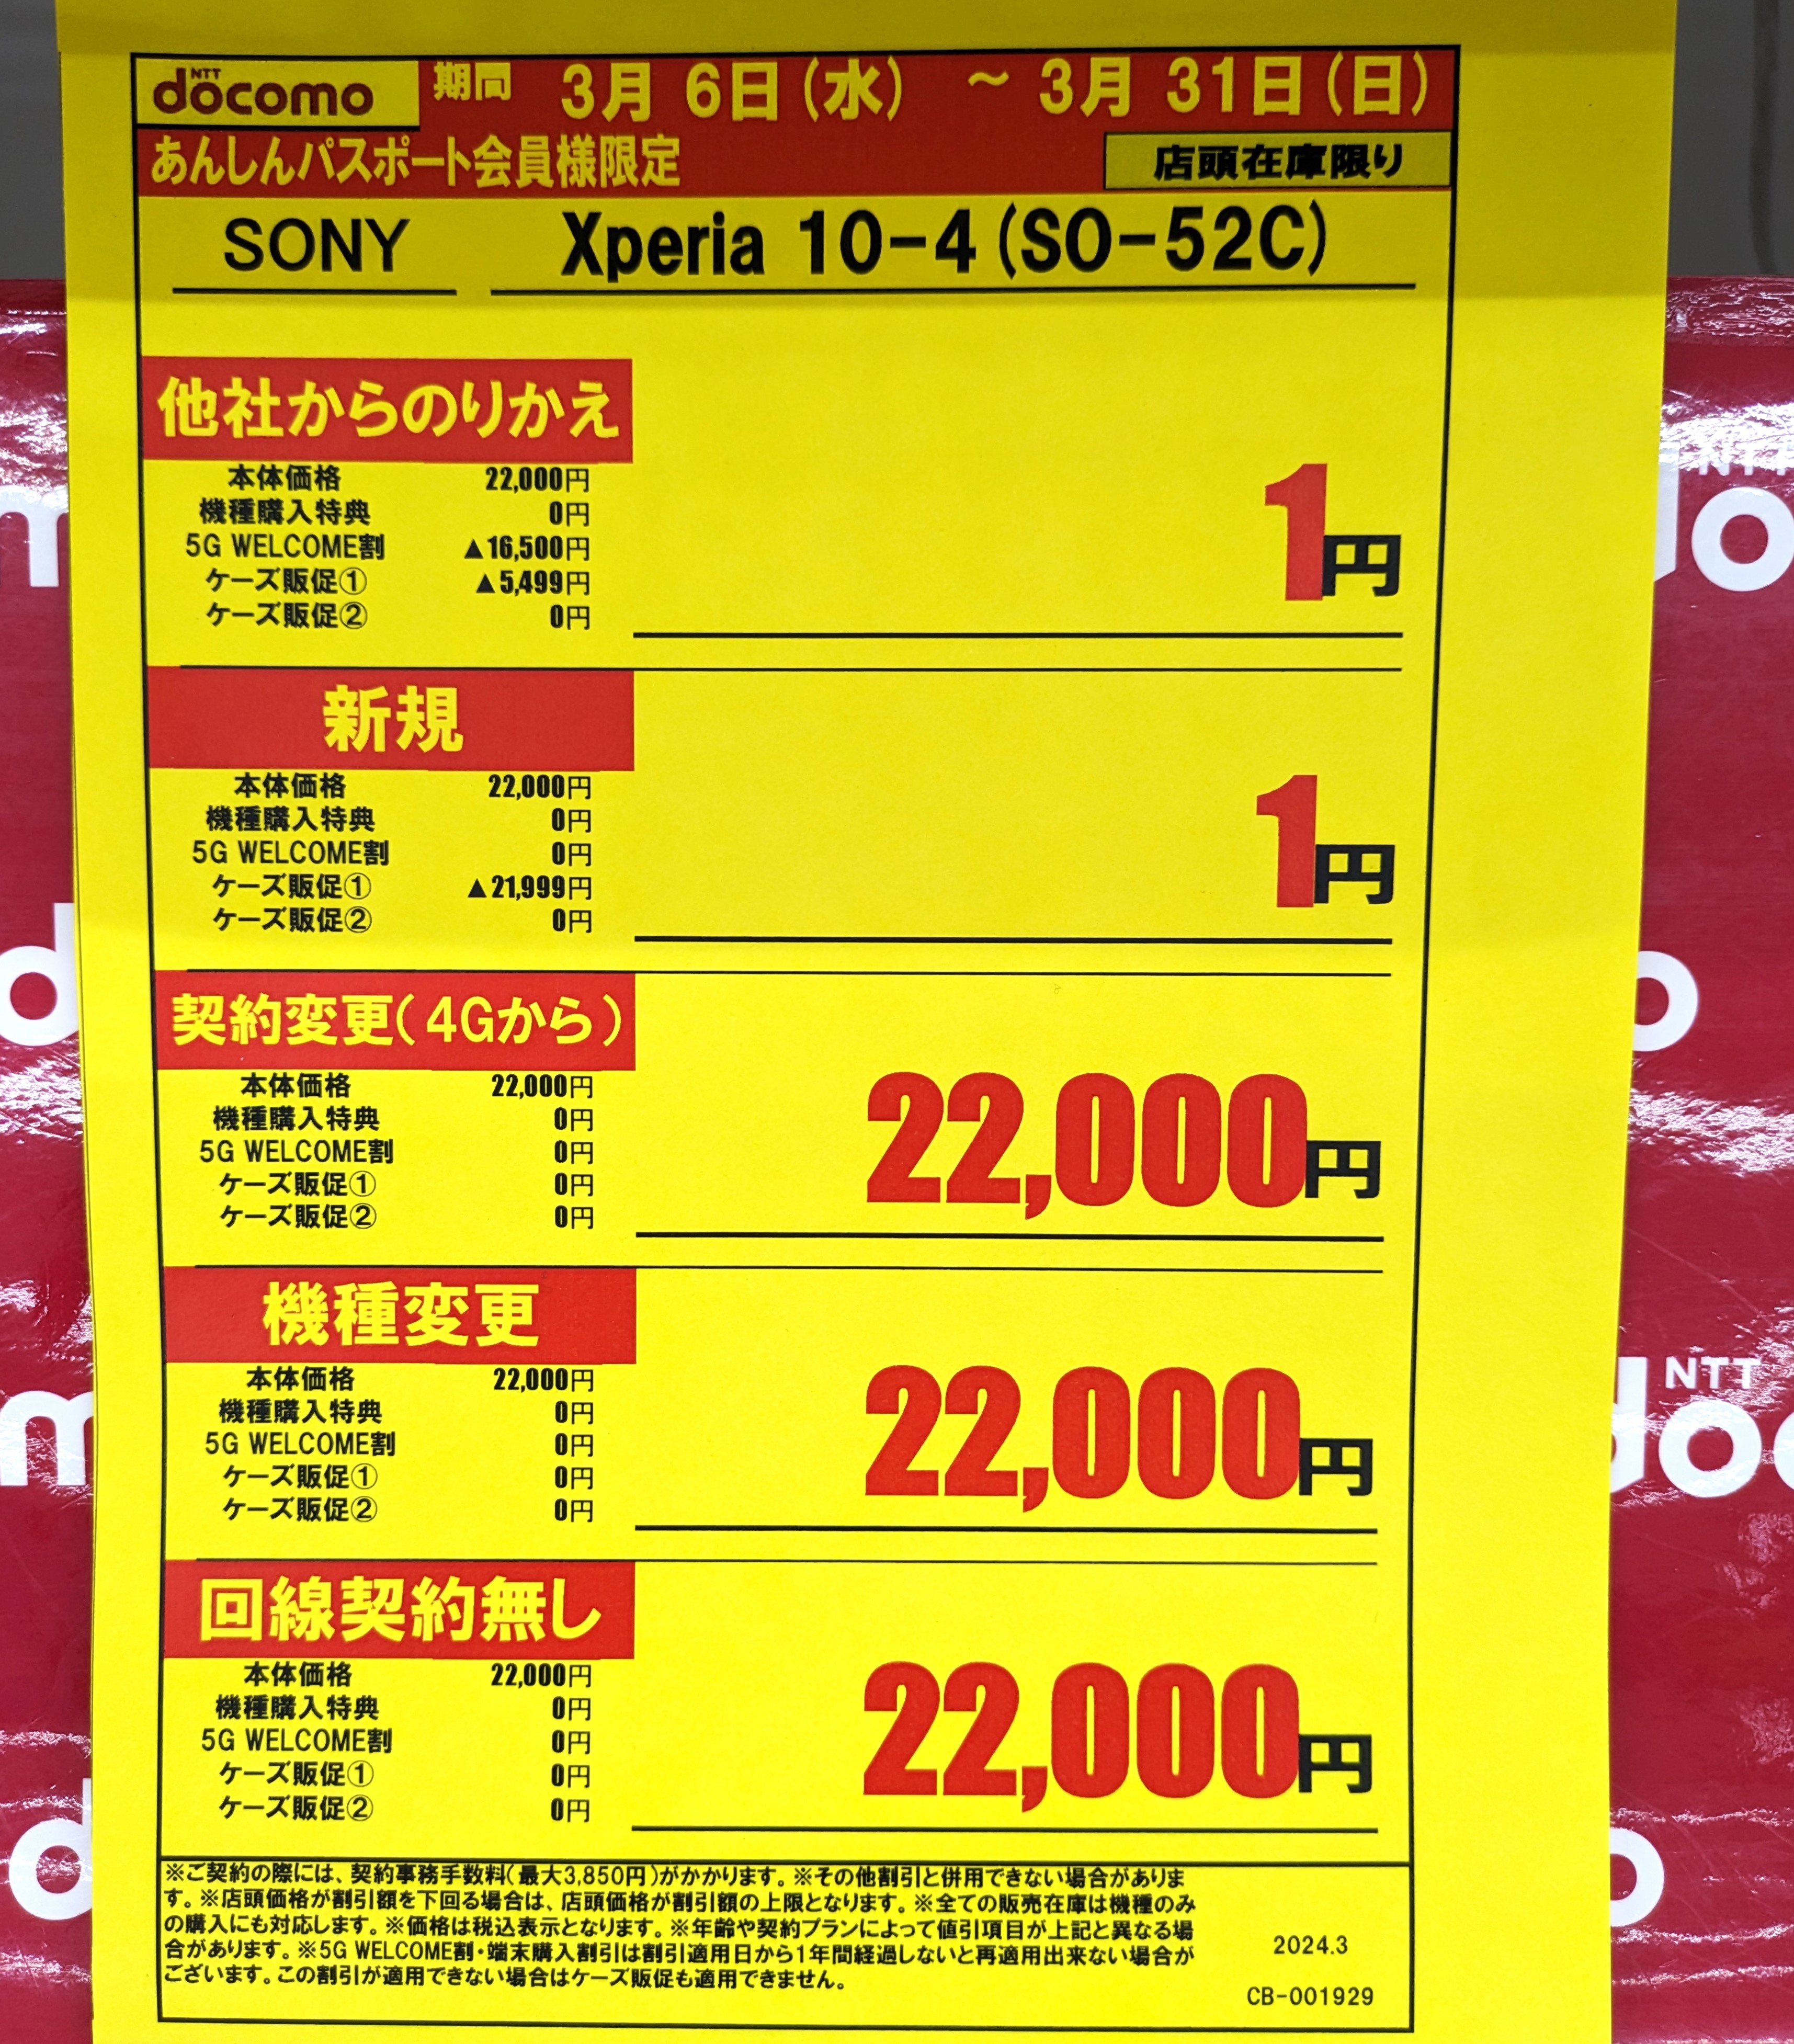 NTT
docomo
期間 3月 6日(水) ～ 3月 31日(日)
あんしんパスポート会員様限定
店頭在庫限り
SONY Xperia 10-4(SO-52C)
他社からのりかえ
本体価格 22,000円
機種購入特典 0円
5G WELCOME割 ▲16,500円
ケーズ販促① ▲5,499円
ケーズ販促② 0円
1円
新規
本体価格 22,000円
機種購入特典 0円
5G WELCOME割 0円
ケーズ販促① ▲21,999円
ケーズ販促② 0円
1円
契約変更(4Gから)
本体価格 22,000円
機種購入特典 0円
5G WELCOME割 0円
ケーズ販促① 0円
ケーズ販促② 0円
22,000円
機種変更
本体価格 22,000円
機種購入特典 0円
5G WELCOME割 0円
ケーズ販促① 0円
ケーズ販促② 0円
22,000円
回線契約無し
本体価格 22,000円
機種購入特典 0円
5G WELCOME割 0円
ケーズ販促① 0円
ケーズ販促② 0円
22,000円
※ご契約の際には、契約事務手数料(最大3,850円)がかかります。※その他割引と併用できない場合がありま
す。※店頭価格が割引額を下回る場合は、店頭価格が割引額の上限となります。※全ての販売在庫は機種のみ
の購入にも対応します。※価格は税込表示となります。※年齢や契約プランによって値引項目が上記と異なる場
合があります。※5G WELCOME割・端末購入割引は割引適用日から1年間経過しないと再適用出来ない場合が
ございます。この割引が適用できない場合はケーズ販促も適用できません。
2024.3
CB-001929
NTT